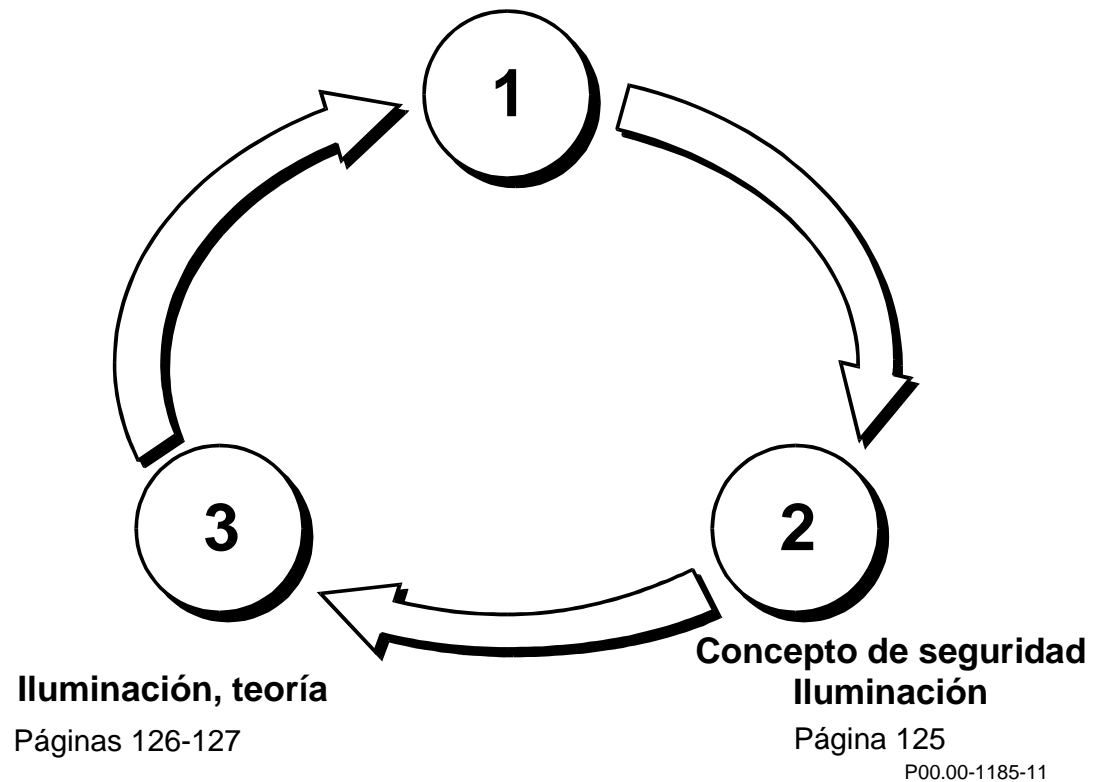 1
3
2
Concepto de seguridad
Iluminación
Página 125
Iluminación, teoría
Páginas 126-127
P00.00-1185-11